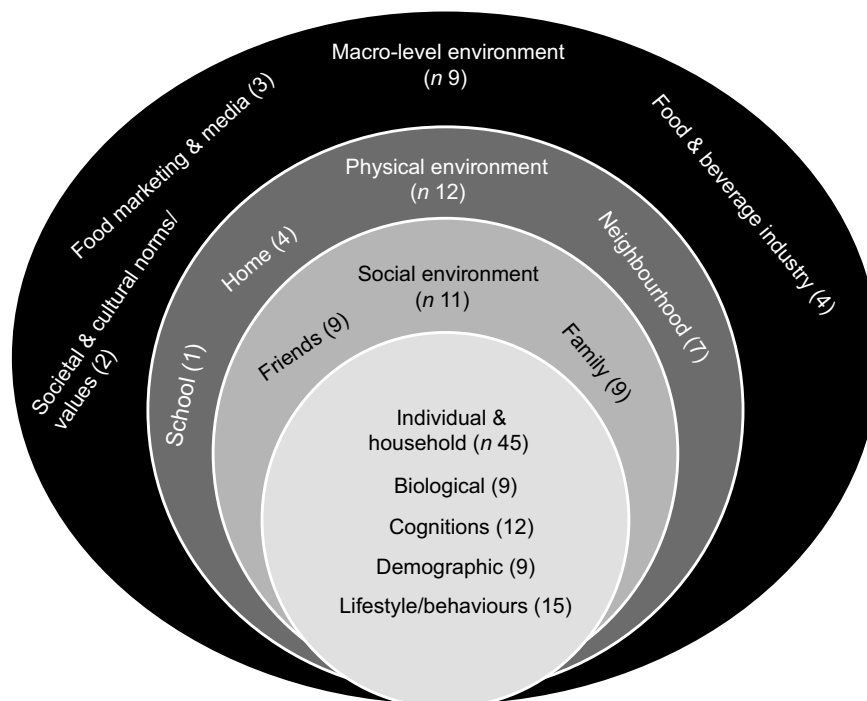 Macro-level environment
(n 9)
Food marketing & media (3)
Societal & cultural norms/
values (2)
Food & beverage industry (4)
Physical environment
(n 12)
School (1)
Home (4)
Neighbourhood (7)
Social environment
(n 11)
Friends (9)
Family (9)
Individual &
household (n 45)
Biological (9)
Cognitions (12)
Demographic (9)
Lifestyle/behaviours (15)